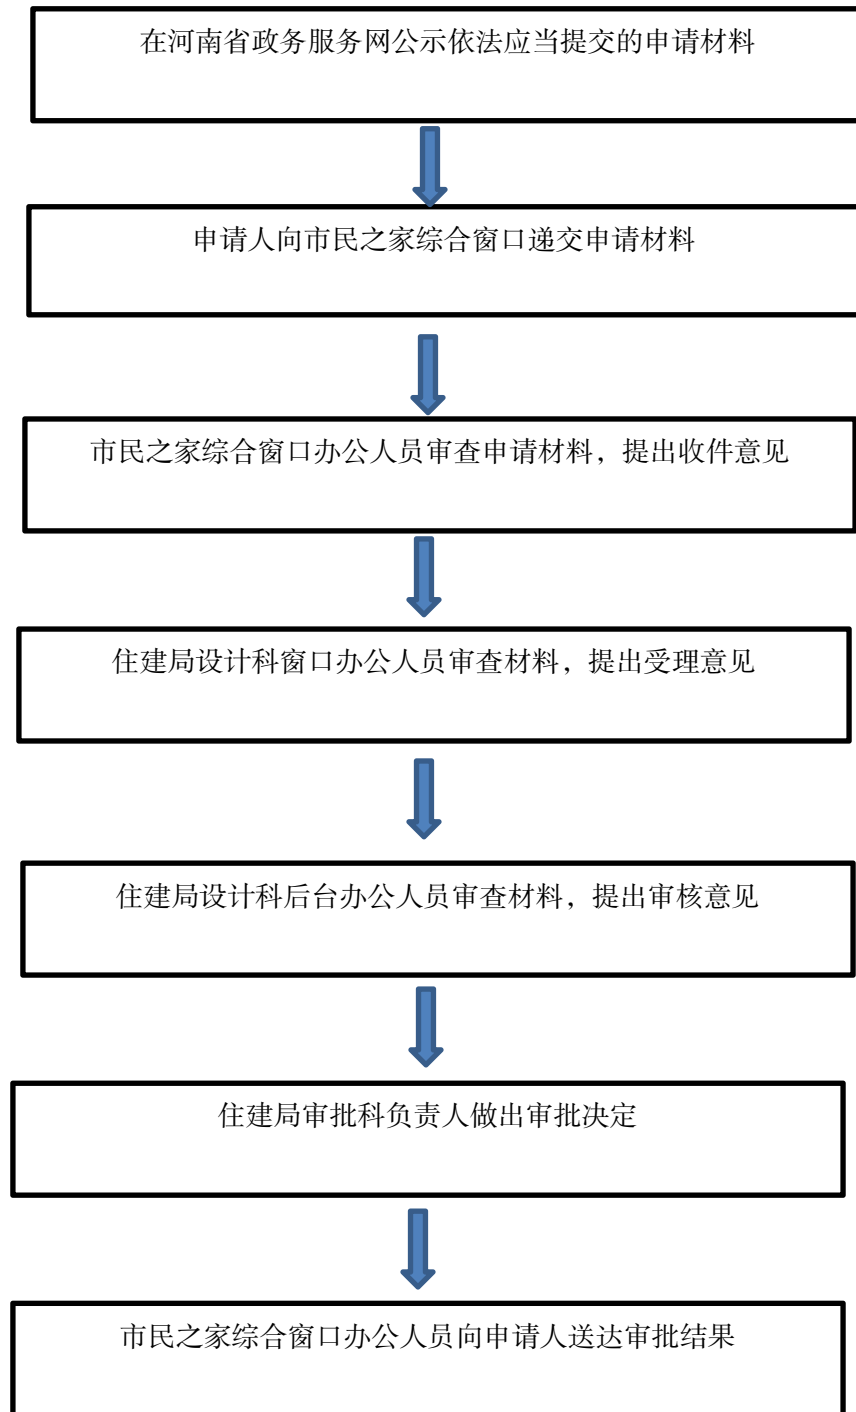 在河南省政务服务网公示依法应当提交的申请材料
申请人向市民之家综合窗口递交申请材料
市民之家综合窗口办公人员审查申请材料，提出收件意见
住建局设计科窗口办公人员审查材料，提出受理意见
住建局设计科后台办公人员审查材料，提出审核意见
住建局审批科负责人做出审批决定
市民之家综合窗口办公人员向申请人送达审批结果